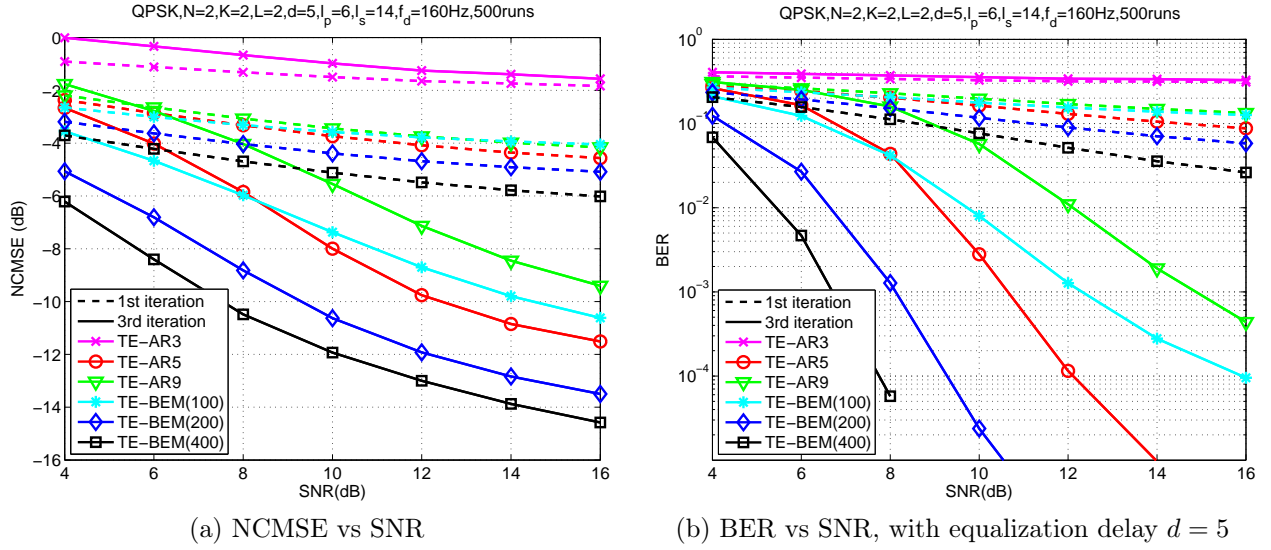 QPSK,N=2,K=2,L=2,d=5,l_p=6,l_s=14,f_d=160Hz,500runs
0
−2
−4
−6
−8
−10
−12
−14
−16
NCMSE (dB)
1st iteration
3rd iteration
TE−AR3
TE−AR5
TE−AR9
TE−BEM(100)
TE−BEM(200)
TE−BEM(400)
4 6 8 10 12 14 16
SNR(dB)
(a) NCMSE vs SNR
QPSK,N=2,K=2,L=2,d=5,l_p=6,l_s=14,f_d=160Hz,500runs
10^0
10^−1
10^−2
10^−3
10^−4
BER
1st iteration
3rd iteration
TE−AR3
TE−AR5
TE−AR9
TE−BEM(100)
TE−BEM(200)
TE−BEM(400)
4 6 8 10 12 14 16
SNR(dB)
(b) BER vs SNR, with equalization delay d = 5